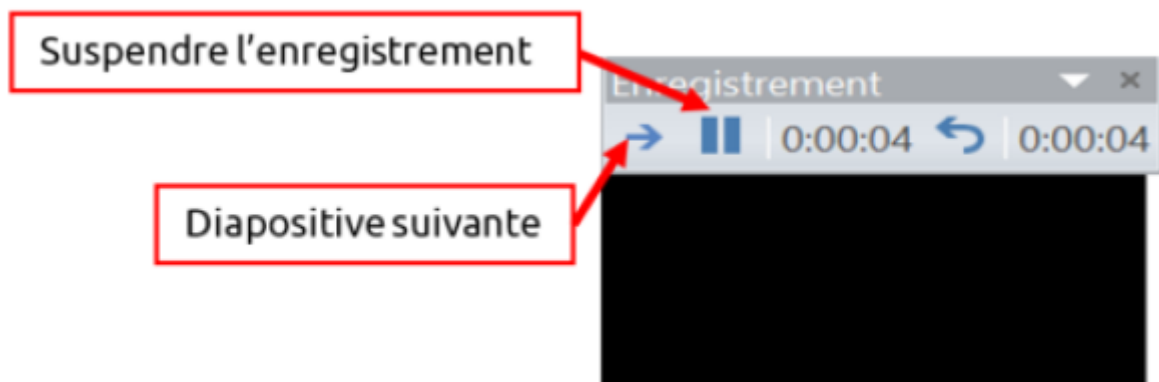 Suspendre l'enregistrement
Enregistrement
0:00:04 0:00:04
Diapositive suivante